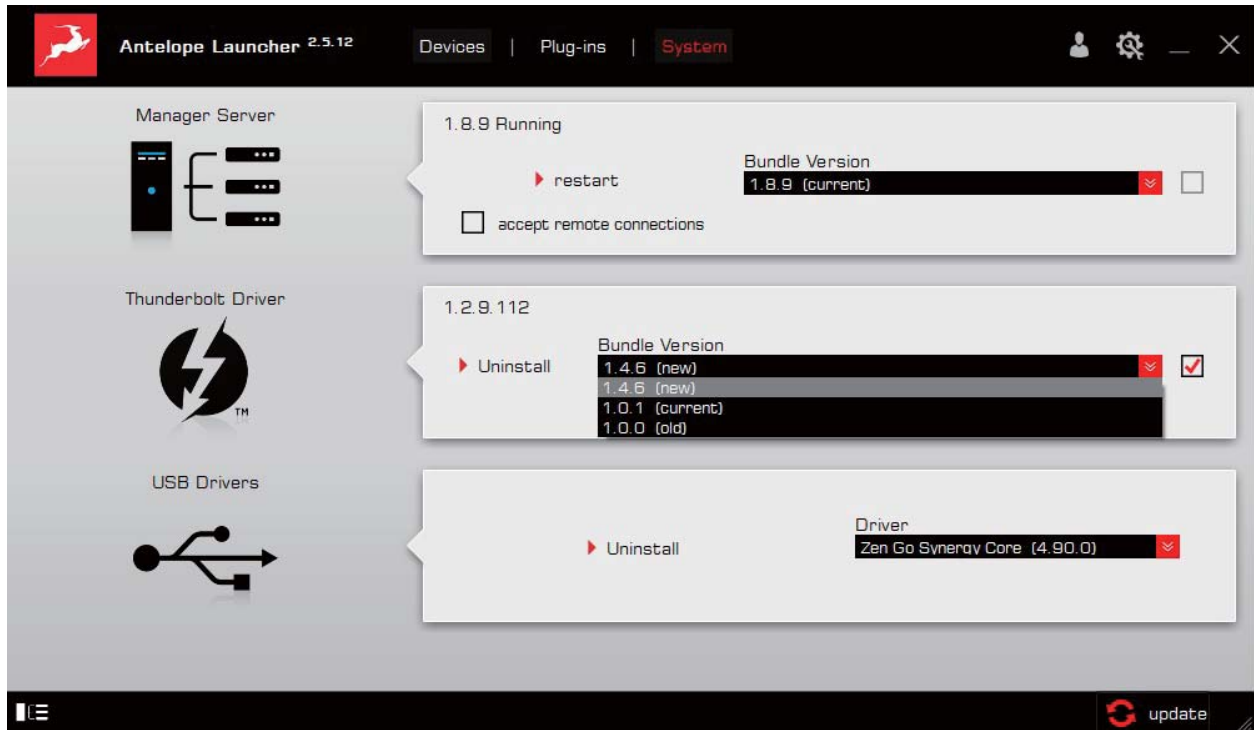 Antelope Launcher 2.5.12 Devices | Plug-ins | System
Manager Server
1.8.9 Running
restart
Bundle Version
1.8.9 (current)
accept remote connections
Thunderbolt Driver
TM
1.2.9.112
Uninstall
Bundle Version
1.4.6 (new)
1.4.6 (new)
1.0.1 (current)
1.0.0 (old)
USB Drivers
Uninstall
Driver
Zen Go Synergy Core (4.90.0)
update